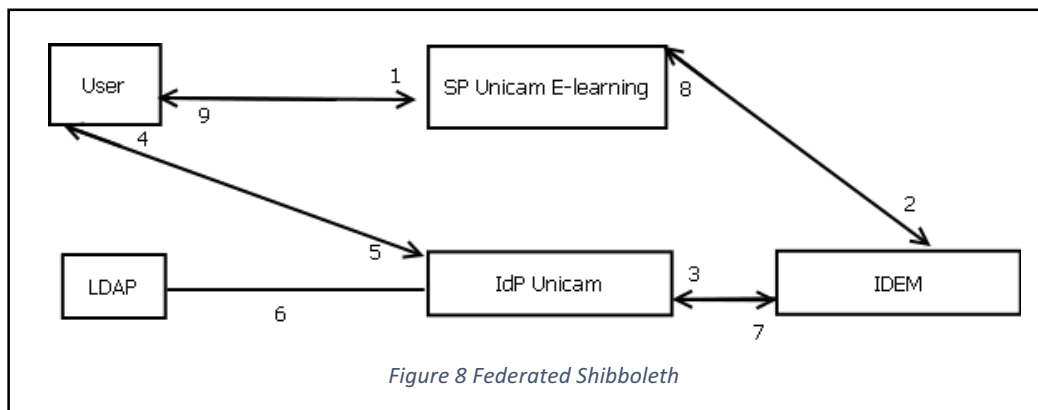 User
1
SP Unicam E-learning
8
9
4
2
5
LDAP
IdP Unicam
3
IDEM
6
7
Figure 8 Federated Shibboleth